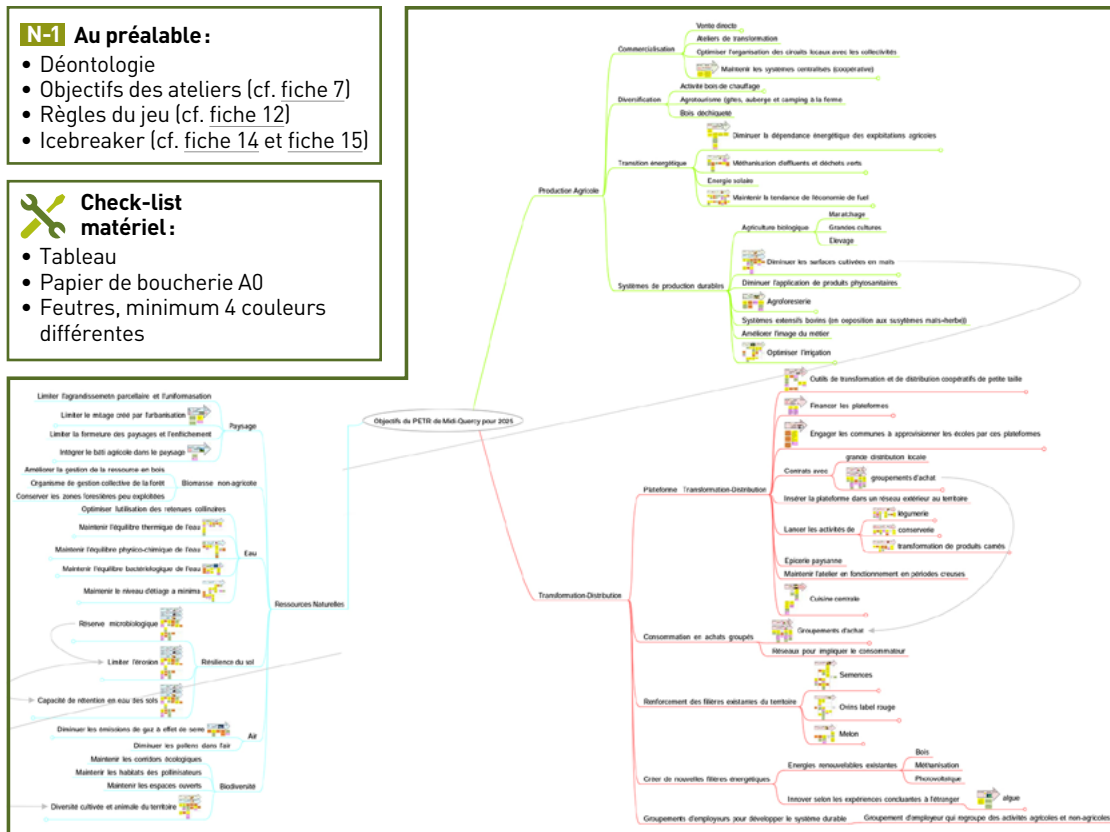 N-1 Au préalable :
• Déontologie
• Objectifs des ateliers (cf. fiche 7)
• Règles du jeu (cf. fiche 12)
• Icebreaker (cf. fiche 14 et fiche 15)
Check-list
matériel :
• Tableau
• Papier de boucherie A0
• Feutres, minimum 4 couleurs
différentes
Objectifs du PETR de Midi-Quercy pour 2025
Production Agricole
Commercialisation
Vente directe
Ateliers de transformation
Optimiser l'organisation des circuits locaux avec les collectivités
Maintenir les systèmes centralisés (coopérative)
Diversification
Activité bois de chauffage
Agrotourisme (gîtes, auberge et camping à la ferme
Bois déchiqueté
Transition énergétique
Diminuer la dépendance énergétique des exploitations agricoles
Méthanisation d'effluents et déchets verts
Energie solaire
Maintenir la tendance de l'économie de fuel
Systèmes de production durables
Agriculture biologique
Maraîchage
Grandes cultures
Elevage
Diminuer les surfaces cultivées en maïs
Diminuer l'application de produits phytosanitaires
Agroforeserie
Systèmes extensifs bovins (en oeposition aux susytèmes maïs+herbe))
Améliorer l'image du métier
Optimiser l'irrigation
Transformation-Distribution
Plateforme Transformation-Distribution
Outils de transformation et de distribution coopératifs de petite taille
Financer les plateformes
Engager les communes à approvisionner les écoles par ces plateformes
Contrats avec
grande distribution locale
groupements d'achat
Insérer la plateforme dans un réseau extérieur au territoire
Lancer les activités de
légumerie
conserverie
transformation de produits carnés
Epicerie paysanne
Maintenir l'atelier en fonctionnement en périodes creuses
Cuisine centrale
Consommation en achats groupés
Groupements d'achat
Réseaux pour impliquer le consommateur
Renforcement des filières existantes du territoire
Semences
Ovins label rouge
Melon
Créer de nouvelles filières énergétiques
Energies renouvelables existantes
Bois
Méthanisation
Photovoltaïque
Innover selon les expériences concluantes à l'étranger
algue
Groupements d'employeurs pour développer le système durable
Groupement d'employeur qui regroupe des activités agricoles et non-agricoles
Ressources Naturelles
Paysage
Limiter l'agrandissemetn parcellaire et l'uniformasation
Limiter le mitage créé par l'urbanisation
Limiter la fermeture des paysages et l'enfichement
Intégrer le bâti agricole dans le paysage
Biomasse non-agricole
Améliorer la gestion de la ressource en bois
Organisme de gestion collective de la forêt
Conserver les zones forestières peu exploitées
Eau
Optimiser l'utilisation des retenues collinaires
Maintenir l'équilibre thermique de l'eau
Maintenir l'équilibre physico-chimique de l'eau
Maintenir l'équilibre bactériologique de l'eau
Maintenir le niveau d'étiage a minima
Résilience du sol
Réserve microbiologique
Limiter l'érosion
Capacité de rétention en eau des sols
Air
Diminuer les émissions de gaz à effet de serre
Diminuer les pollens dans l'air
Biodiversité
Maintenir les corridors écologiques
Maintenir les habitats des pollinisateurs
Maintenir les espaces ouverts
Diversité cultivée et animale du territoire